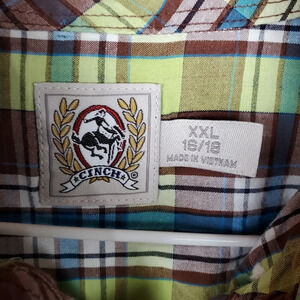 CINCH
®
XXL
16/18
MADE IN VIETNAM